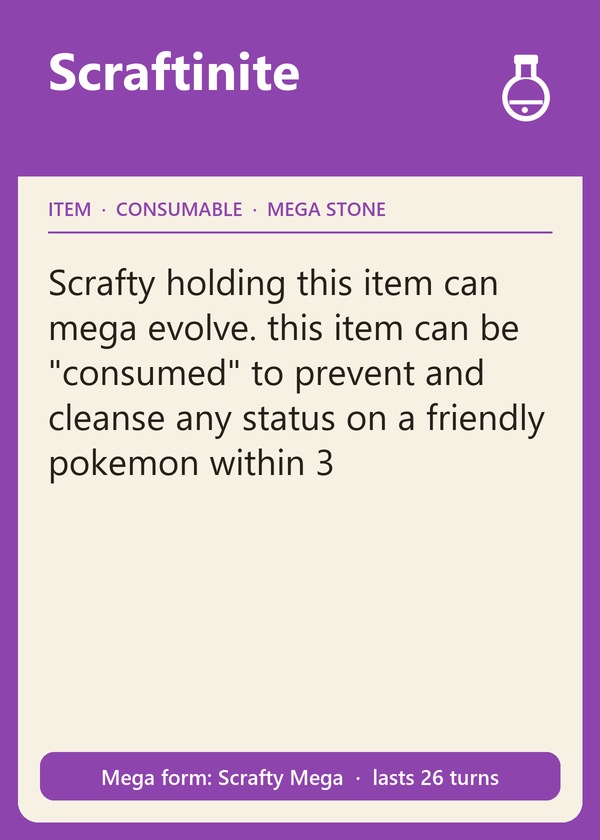 Scraftinite
ITEM · CONSUMABLE · MEGA STONE
Scrafty holding this item can
mega evolve. this item can be
"consumed" to prevent and
cleanse any status on a friendly
pokemon within 3
Mega form: Scrafty Mega · lasts 26 turns